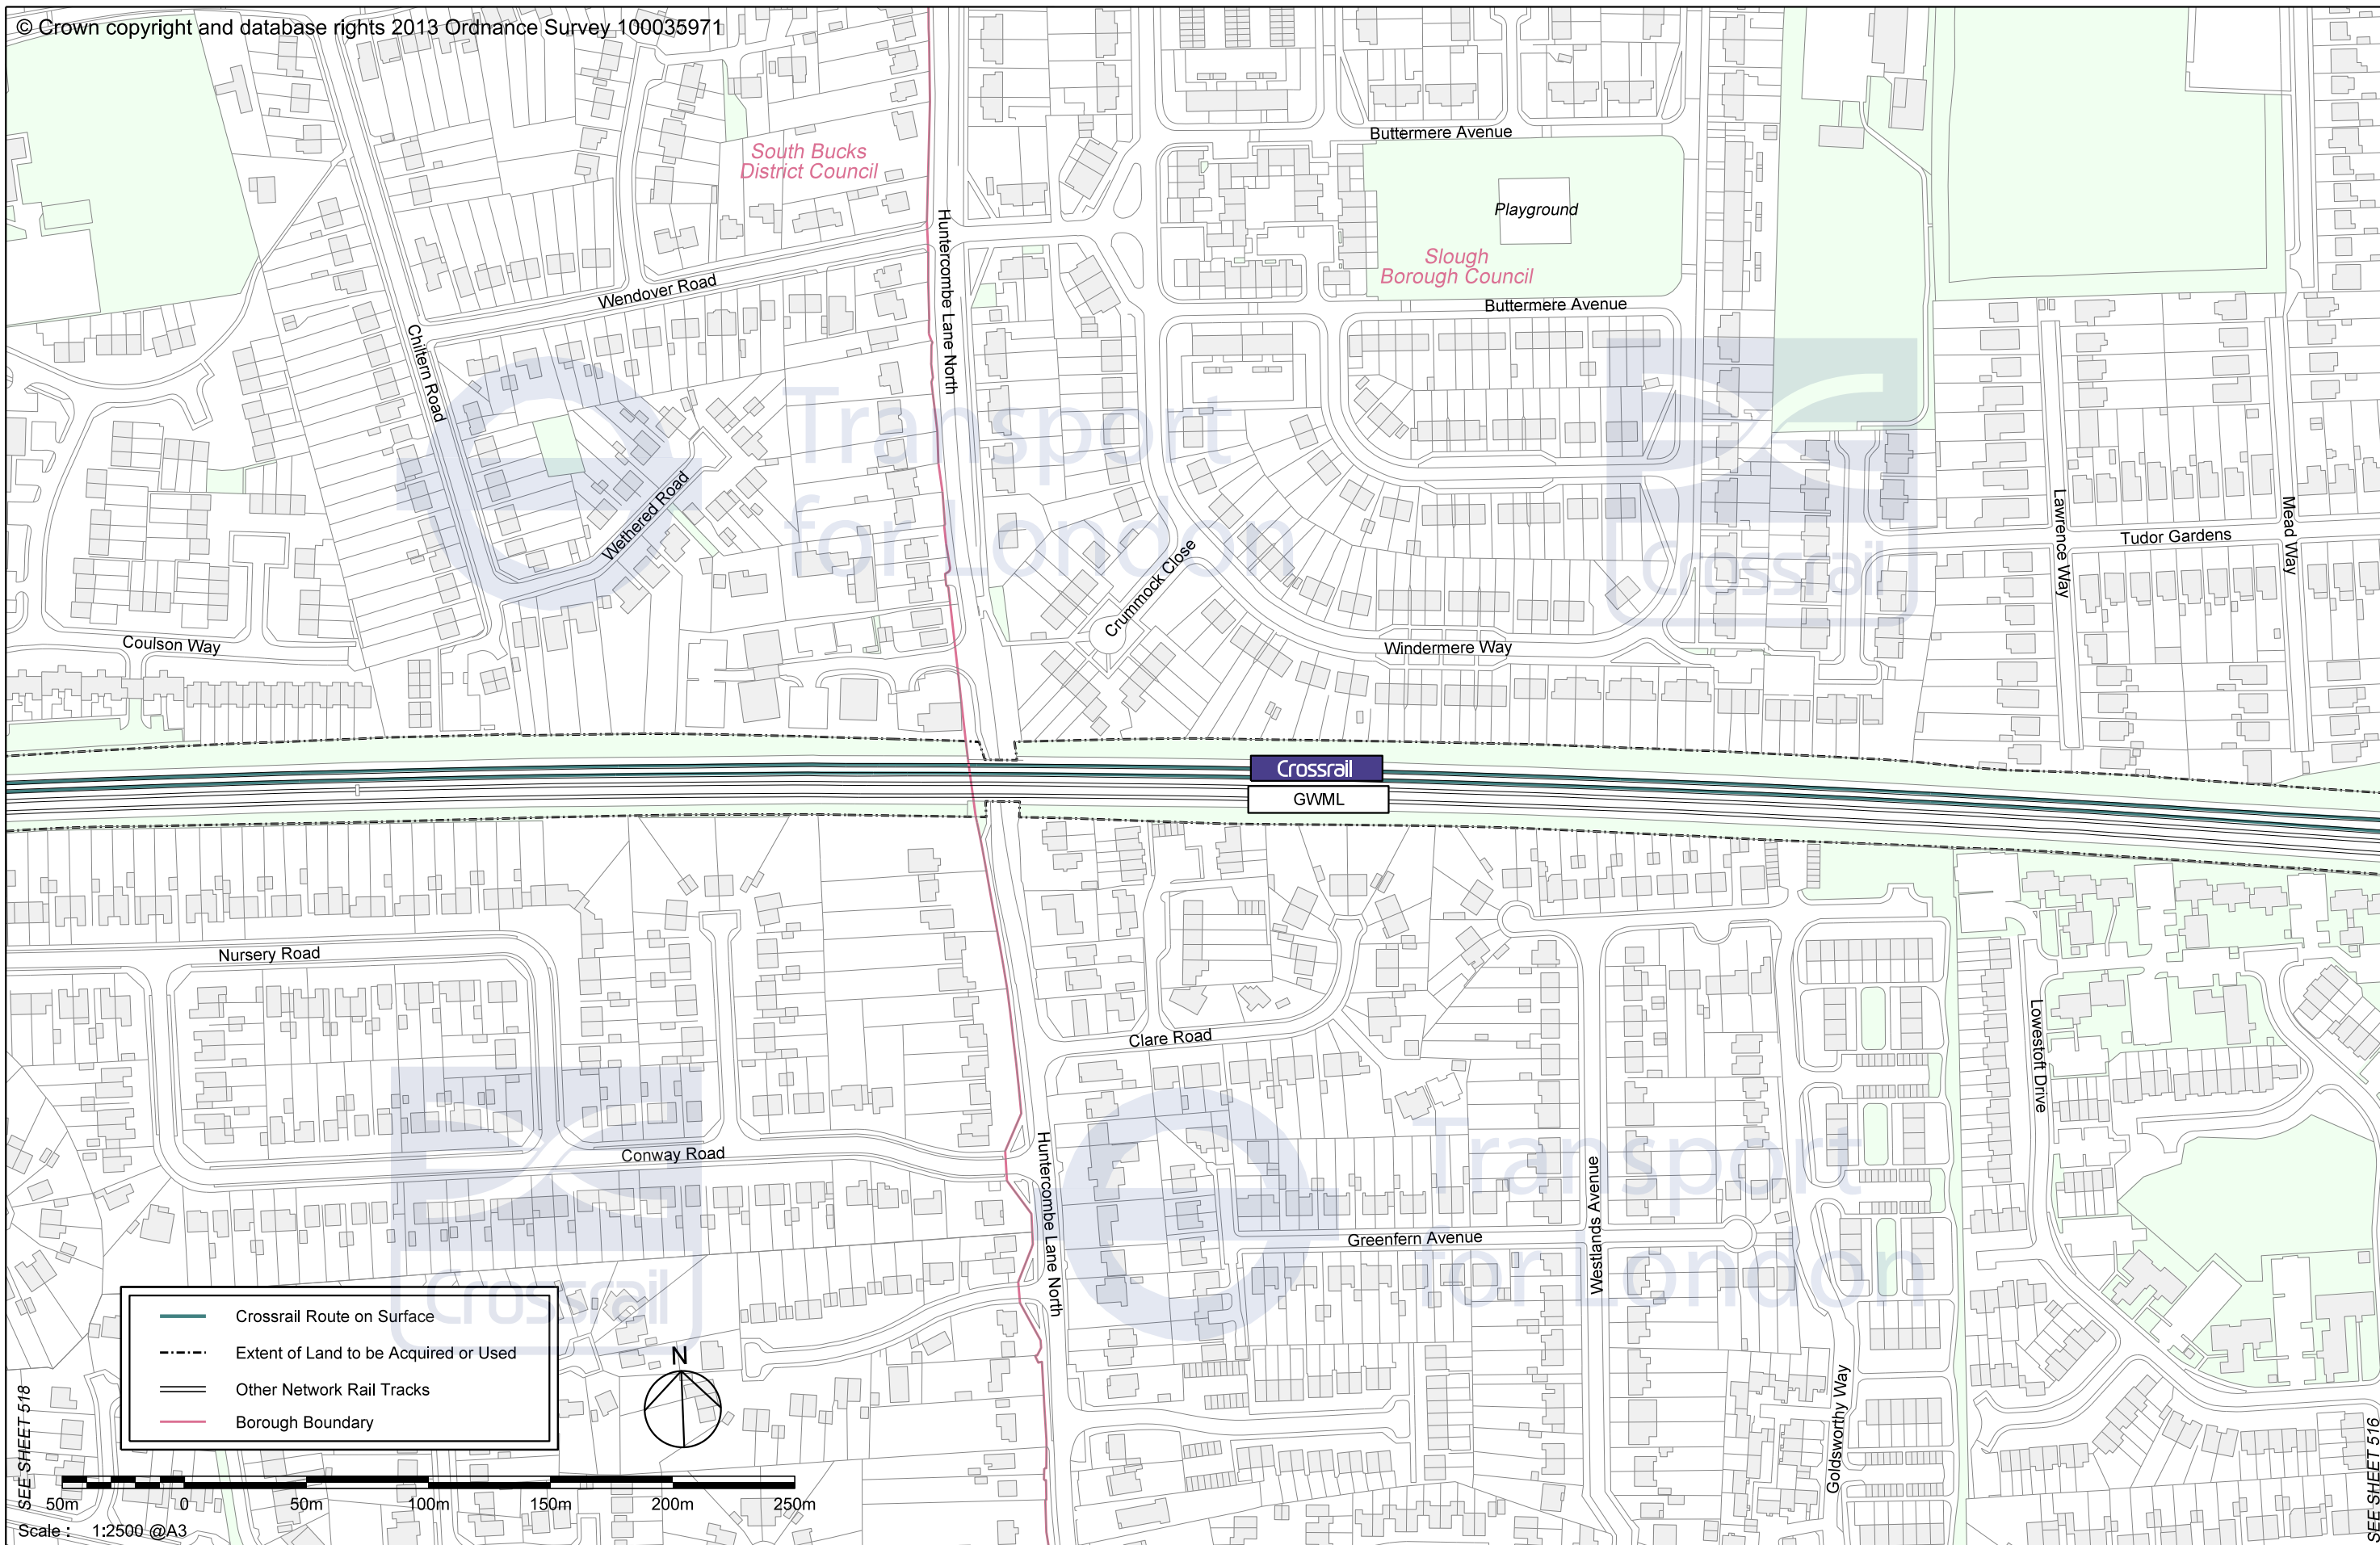 © Crown copyright and database rights 2013 Ordnance Survey 100035971
Buttermere Avenue
South Bucks
District Council
Playground
Huntercombe Lane North
Slough
Borough Council
Wendover Road
Buttermere Avenue
Chiltern Road
Transport
for London
Crossrail
Wethered Road
Lawrence Way
Mead Way
Tudor Gardens
Crummock Close
Coulson Way
Windermere Way
Crossrail
GWML
Nursery Road
Clare Road
Lowestoft Drive
Conway Road
Huntercombe Lane North
Transport
for London
Westlands Avenue
Greenfern Avenue
Crossrail
Crossrail Route on Surface
Extent of Land to be Acquired or Used
Other Network Rail Tracks
Borough Boundary
N
Goldsworthy Way
SEE SHEET 518
SEE SHEET 516
50m 0 50m 100m 150m 200m 250m
Scale : 1:2500 @A3